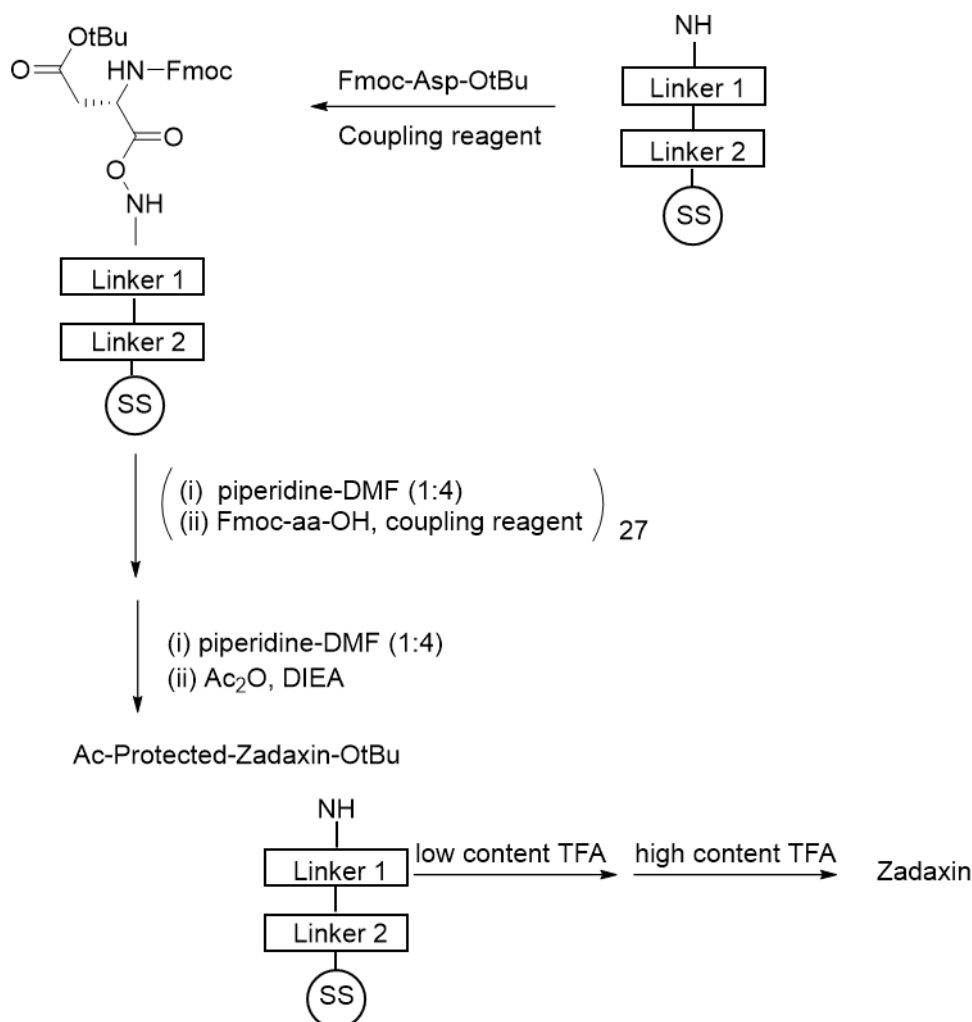 OtBu
O
HN–Fmoc
O
O
NH
Linker 1
Linker 2
SS
Fmoc-Asp-OtBu
Coupling reagent
NH
Linker 1
Linker 2
SS
(i) piperidine-DMF (1:4)
(ii) Fmoc-aa-OH, coupling reagent
27
(i) piperidine-DMF (1:4)
(ii) Ac₂O, DIEA
Ac-Protected-Zadaxin-OtBu
NH
Linker 1
Linker 2
SS
low content TFA
high content TFA
Zadaxin